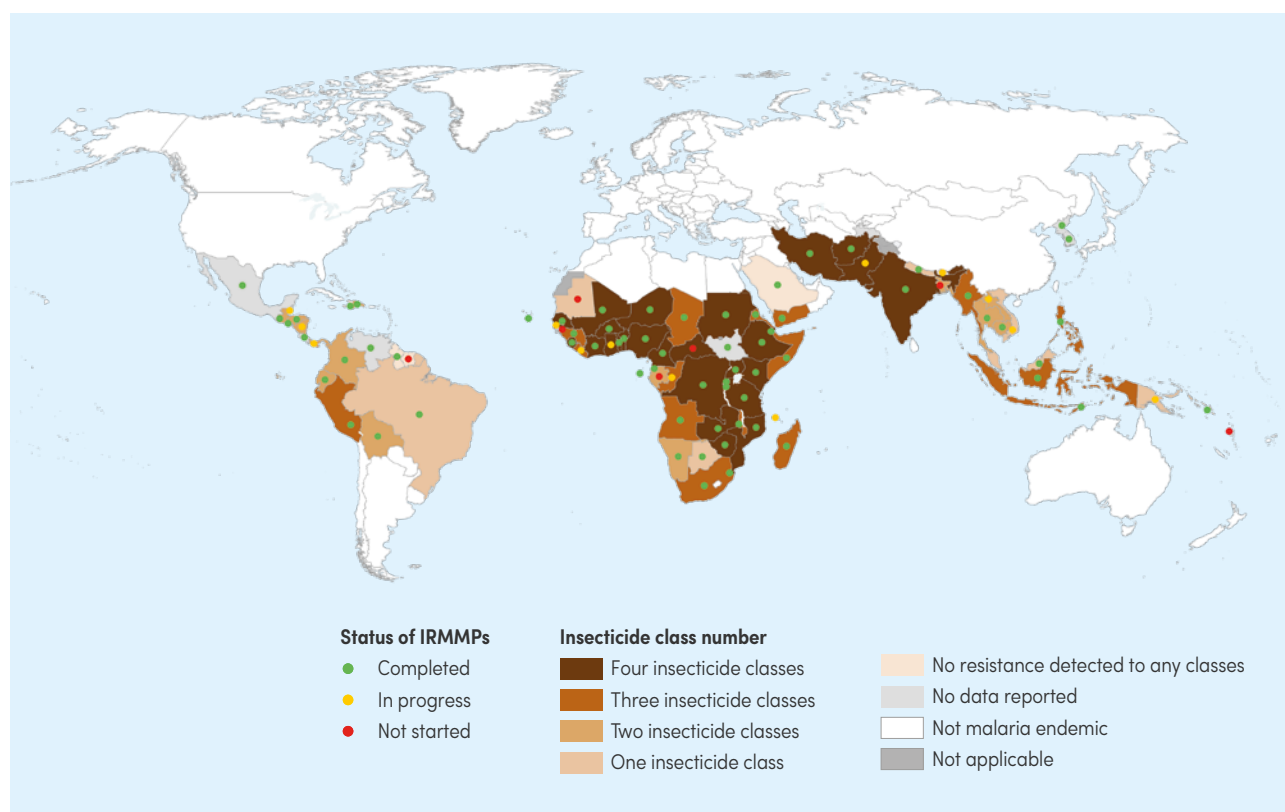 Status of IRMMPs
Completed
In progress
Not started
Insecticide class number
Four insecticide classes
Three insecticide classes
Two insecticide classes
One insecticide class
No resistance detected to any classes
No data reported
Not malaria endemic
Not applicable